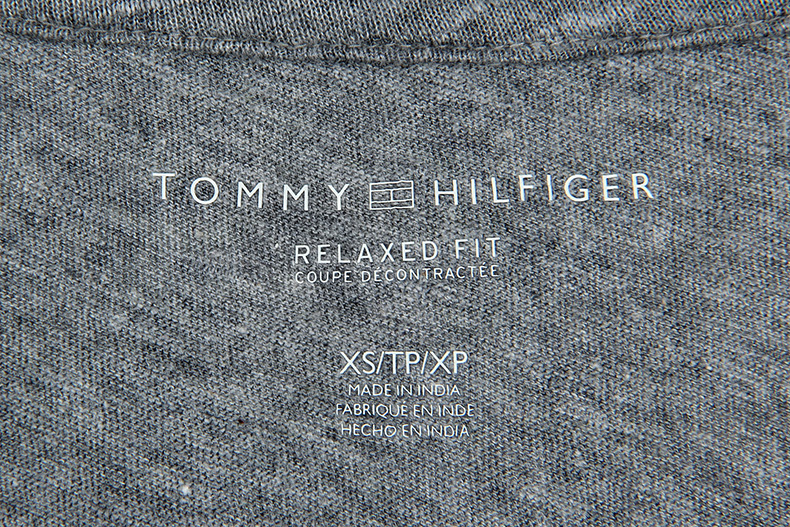 TOMMY HILFIGER
RELAXED FIT
COUPE DÉCONTRACTÉE
XS/TP/XP
MADE IN INDIA
FABRIQUÉ EN INDE
HECHO EN INDIA